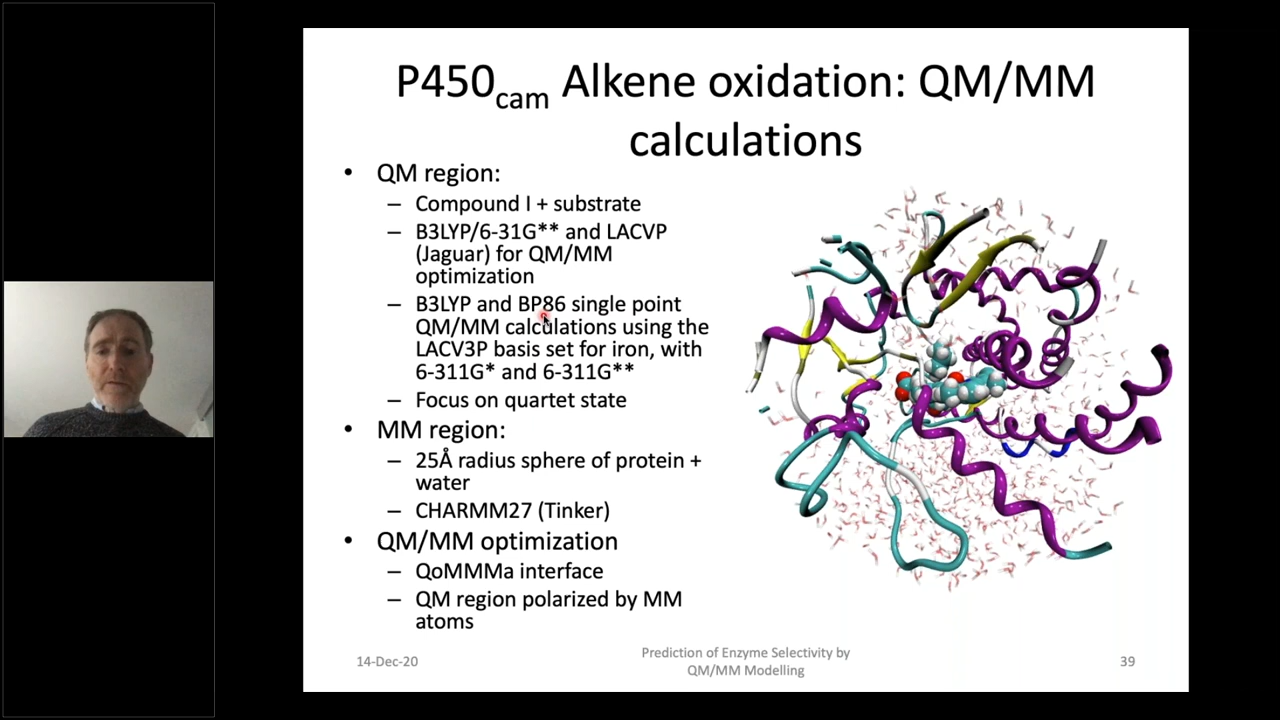 P450cam Alkene oxidation: QM/MM
calculations
• QM region:
– Compound I + substrate
– B3LYP/6-31G** and LACVP
(Jaguar) for QM/MM
optimization
– B3LYP and BP86 single point
QM/MM calculations using the
LACV3P basis set for iron, with
6-311G* and 6-311G**
– Focus on quartet state
• MM region:
– 25Å radius sphere of protein +
water
– CHARMM27 (Tinker)
• QM/MM optimization
– QoMMMa interface
– QM region polarized by MM
atoms
14-Dec-20
Prediction of Enzyme Selectivity by
QM/MM Modelling
39